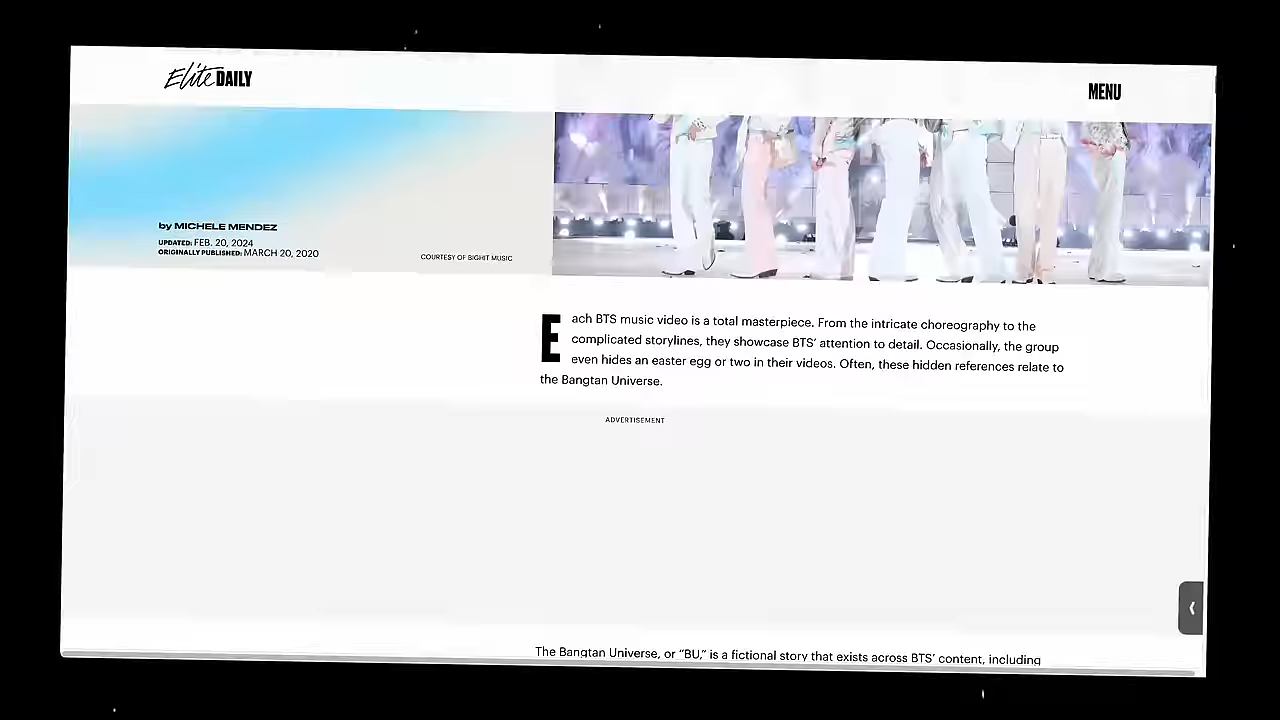 Elite DAILY
MENU
by MICHELE MENDEZ
UPDATED: FEB. 20, 2024
ORIGINALLY PUBLISHED: MARCH 20, 2020
COURTESY OF BIGHIT MUSIC
Each BTS music video is a total masterpiece. From the intricate choreography to the
complicated storylines, they showcase BTS’ attention to detail. Occasionally, the group
even hides an easter egg or two in their videos. Often, these hidden references relate to
the Bangtan Universe.
ADVERTISEMENT
The Bangtan Universe, or “BU,” is a fictional story that exists across BTS’ content, including